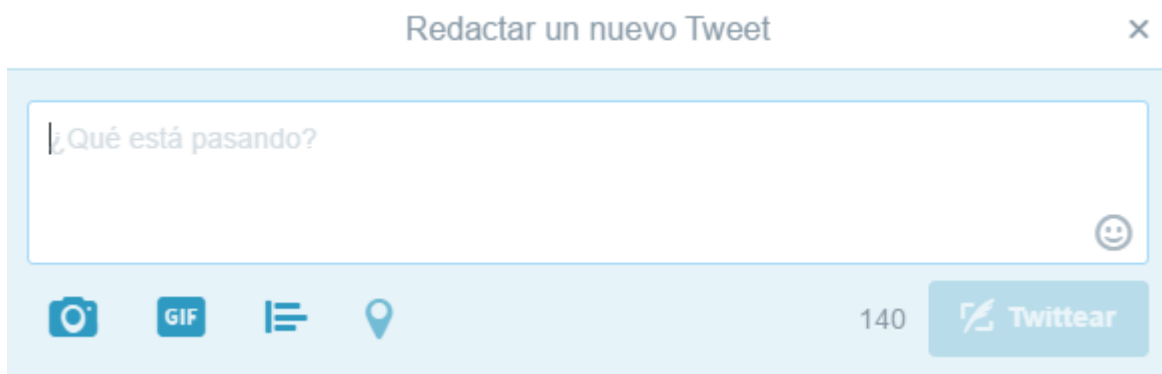 Redactar un nuevo Tweet ×
¿Qué está pasando?
GIF 140 Twittear